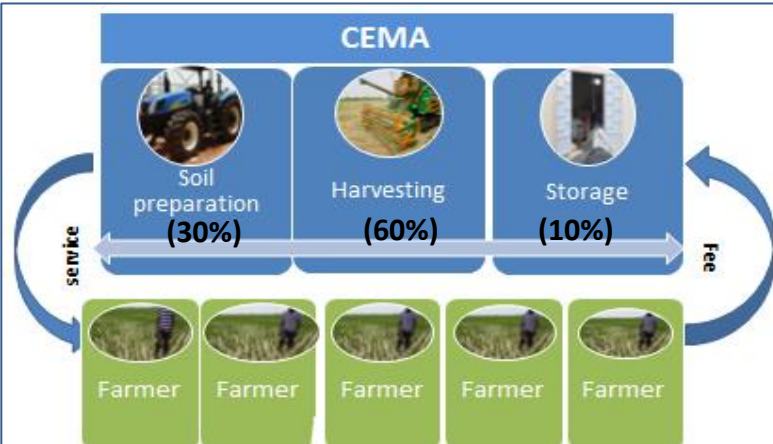 CEMA
Soil
preparation
(30%)
Harvesting
(60%)
Storage
(10%)
service
Fee
Farmer
Farmer
Farmer
Farmer
Farmer